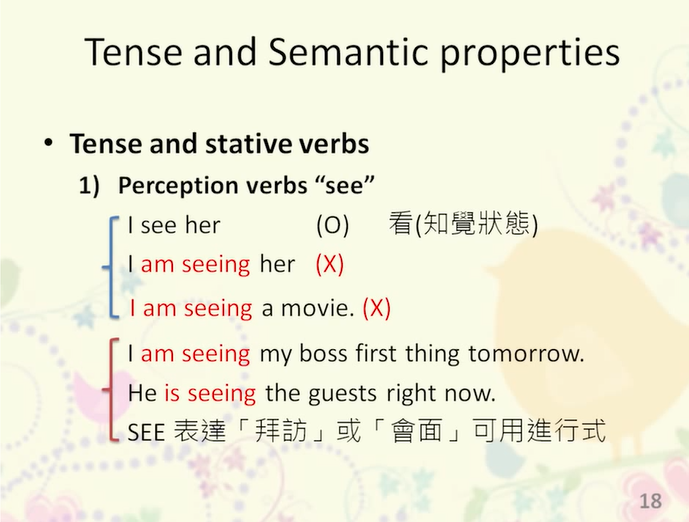 Tense and Semantic properties
• Tense and stative verbs
1) Perception verbs “see”
I see her (O) 看(知覺狀態)
I am seeing her (X)
I am seeing a movie. (X)
I am seeing my boss first thing tomorrow.
He is seeing the guests right now.
SEE 表達「拜訪」或「會面」可用進行式
18